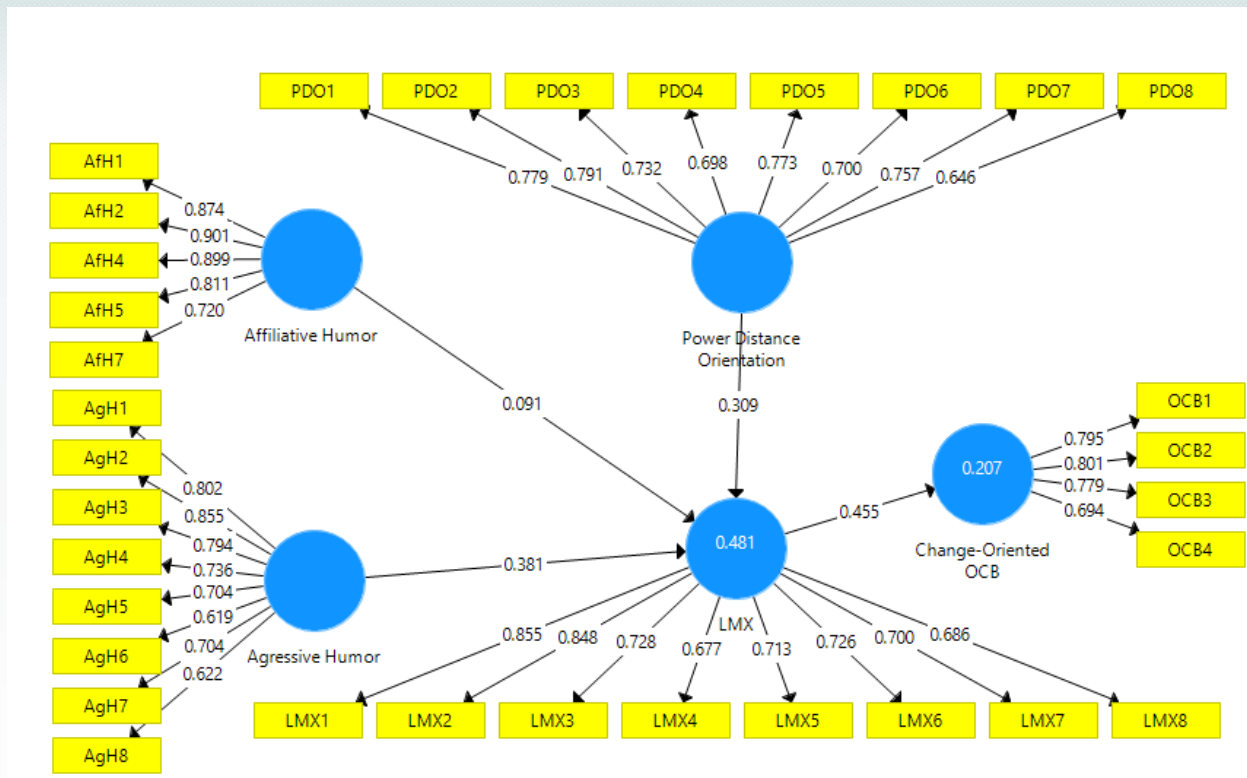 PDO1 PDO2 PDO3 PDO4 PDO5 PDO6 PDO7 PDO8
0.779 0.791 0.732 0.698 0.773 0.700 0.757 0.646
AfH1
AfH2
AfH4
AfH5
AfH7
0.874
0.901
0.899
0.811
0.720
Affiliative Humor
Power Distance
Orientation
0.091
0.309
AgH1
AgH2
AgH3
AgH4
AgH5
AgH6
AgH7
AgH8
0.802
0.855
0.794
0.736
0.704
0.619
0.704
0.622
Agressive Humor
0.381
0.481
LMX
0.455
0.207
Change-Oriented
OCB
0.795
0.801
0.779
0.694
OCB1
OCB2
OCB3
OCB4
0.855 0.848 0.728 0.677 0.713 0.726 0.700 0.686
LMX1 LMX2 LMX3 LMX4 LMX5 LMX6 LMX7 LMX8